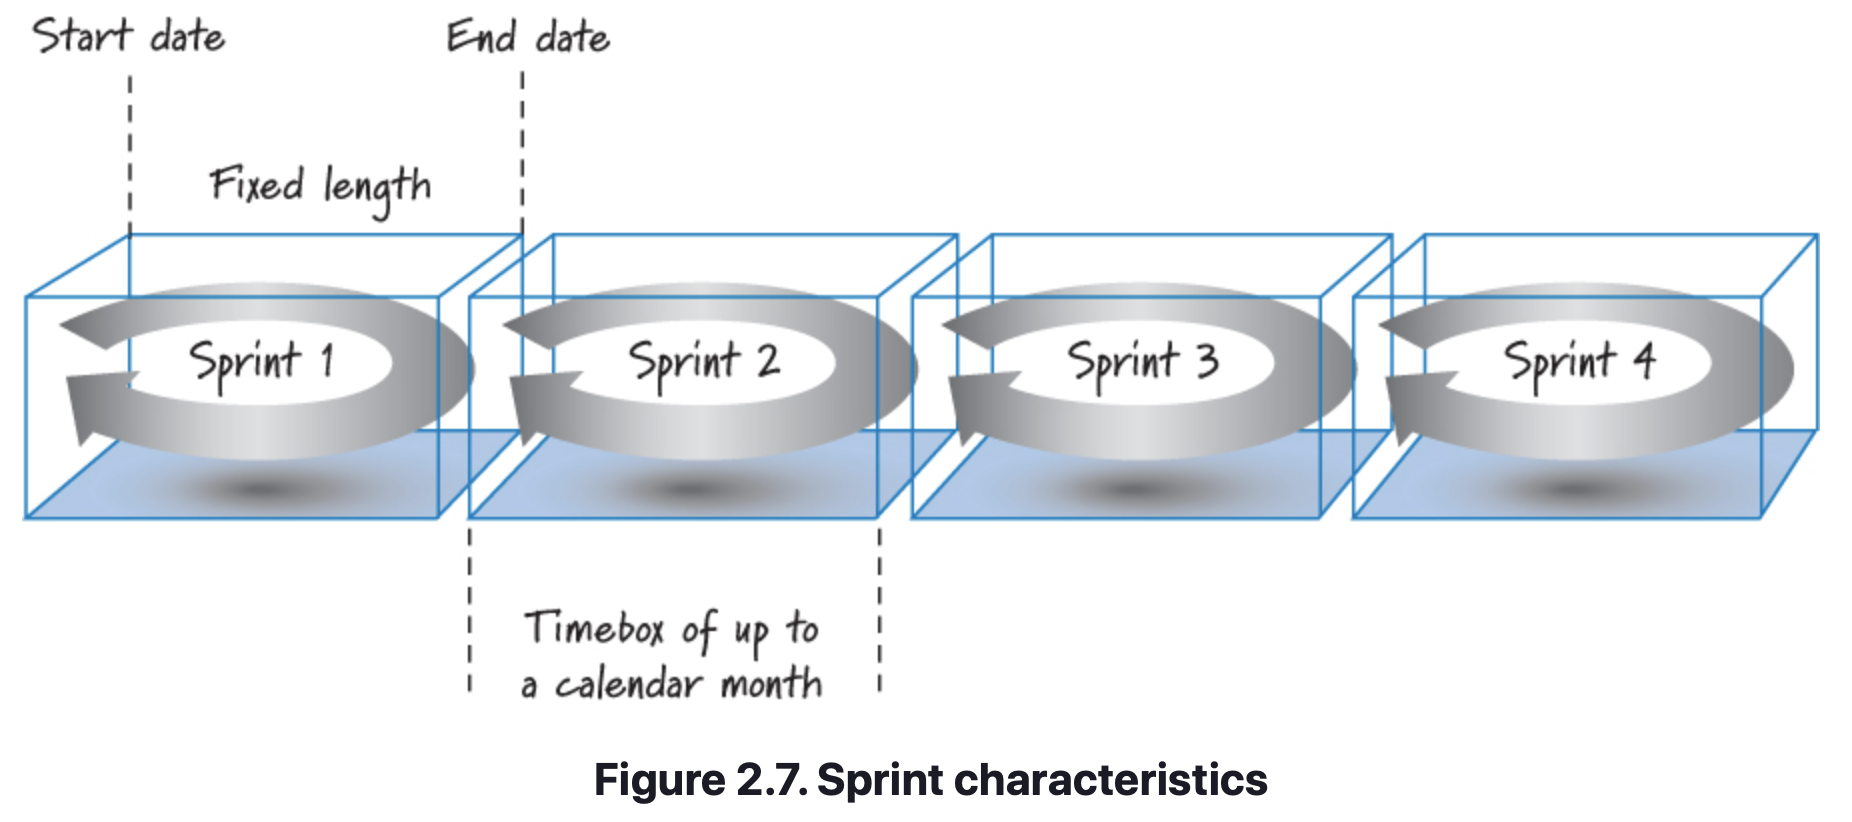 Start date
End date
Fixed length
Sprint 1
Sprint 2
Sprint 3
Sprint 4
Timebox of up to
a calendar month
Figure 2.7. Sprint characteristics